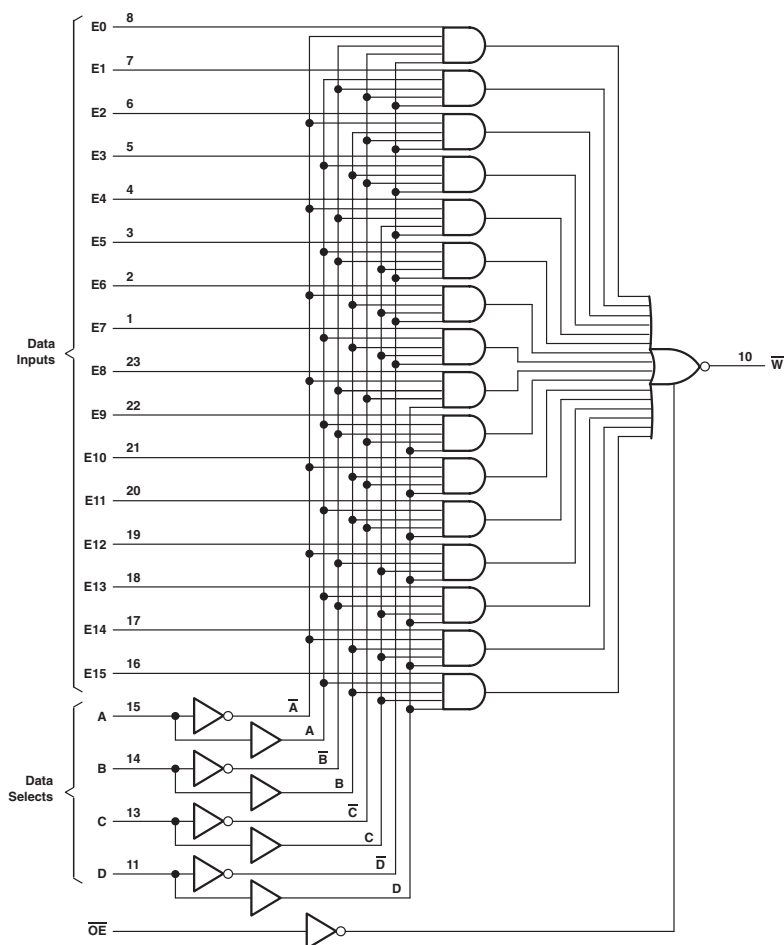 E0 8
E1 7
E2 6
E3 5
E4 4
E5 3
E6 2
E7 1
Data
Inputs
E8 23
E9 22
E10 21
E11 20
E12 19
E13 18
E14 17
E15 16
10 W̅
A 15 A̅
A
B 14 B̅
B
Data
Selects
C 13 C̅
C
D 11 D̅
D
O̅E̅